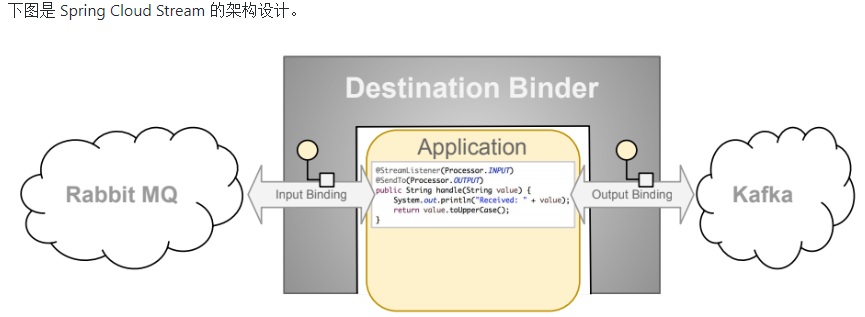 下图是 Spring Cloud Stream 的架构设计。
Destination Binder
Application
Rabbit MQ
Input Binding
@StreamListener(Processor.INPUT)
@SendTo(Processor.OUTPUT)
public String handle(String value) {
    System.out.println("Received: " + value);
    return value.toUpperCase();
}
Output Binding
Kafka